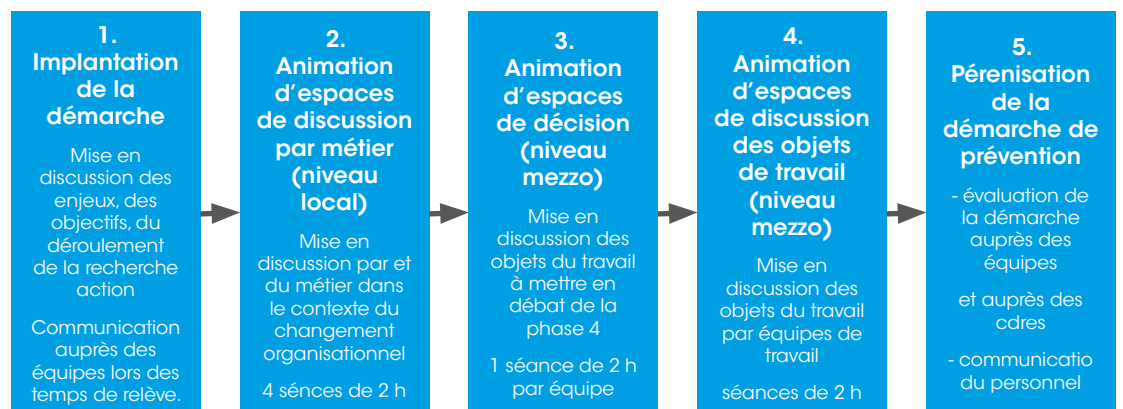 1.
Implantation
de la
démarche
Mise en
discussion des
enjeux, des
objectifs, du
déroulement
de la recherche
action
Communication
auprès des
équipes lors des
temps de relève.
2.
Animation
d'espaces
de discussion
par métier
(niveau
local)
Mise en
discussion par et
du métier dans
le contexte du
changement
organisationnel
4 sénces de 2 h
3.
Animation
d'espaces
de décision
(niveau
mezzo)
Mise en
discussion des
objets du travail
à mettre en
débat de la
phase 4
1 séance de 2 h
par équipe
4.
Animation
d'espaces
de discussion
des objets
de travail
(niveau
mezzo)
Mise en
discussion des
objets du travail
par équipes de
travail
séances de 2 h
5.
Pérenisation
de la
démarche de
prévention
- évaluation de
la démarche
auprès des
équipes
et auprès des
cdres
- communicatio
du personnel